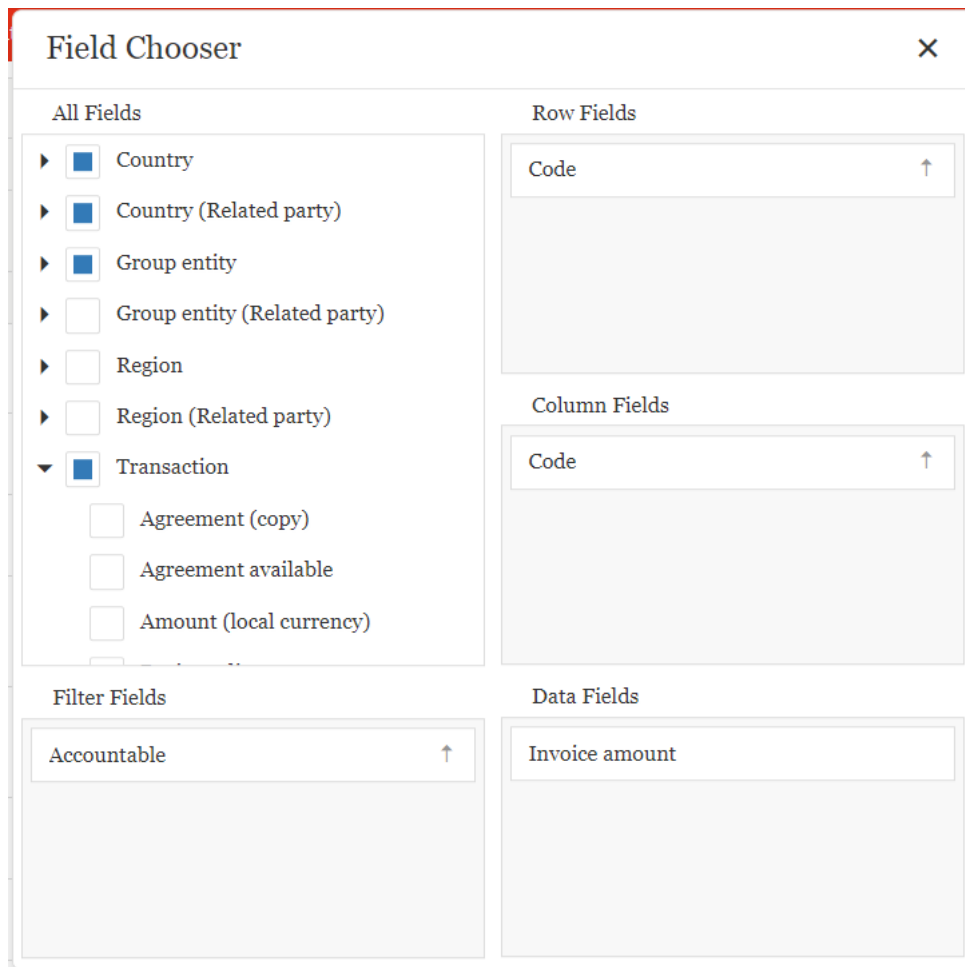 Field Chooser
All Fields
Country
Country (Related party)
Group entity
Group entity (Related party)
Region
Region (Related party)
Transaction
Agreement (copy)
Agreement available
Amount (local currency)
Row Fields
Code
Column Fields
Code
Filter Fields
Accountable
Data Fields
Invoice amount